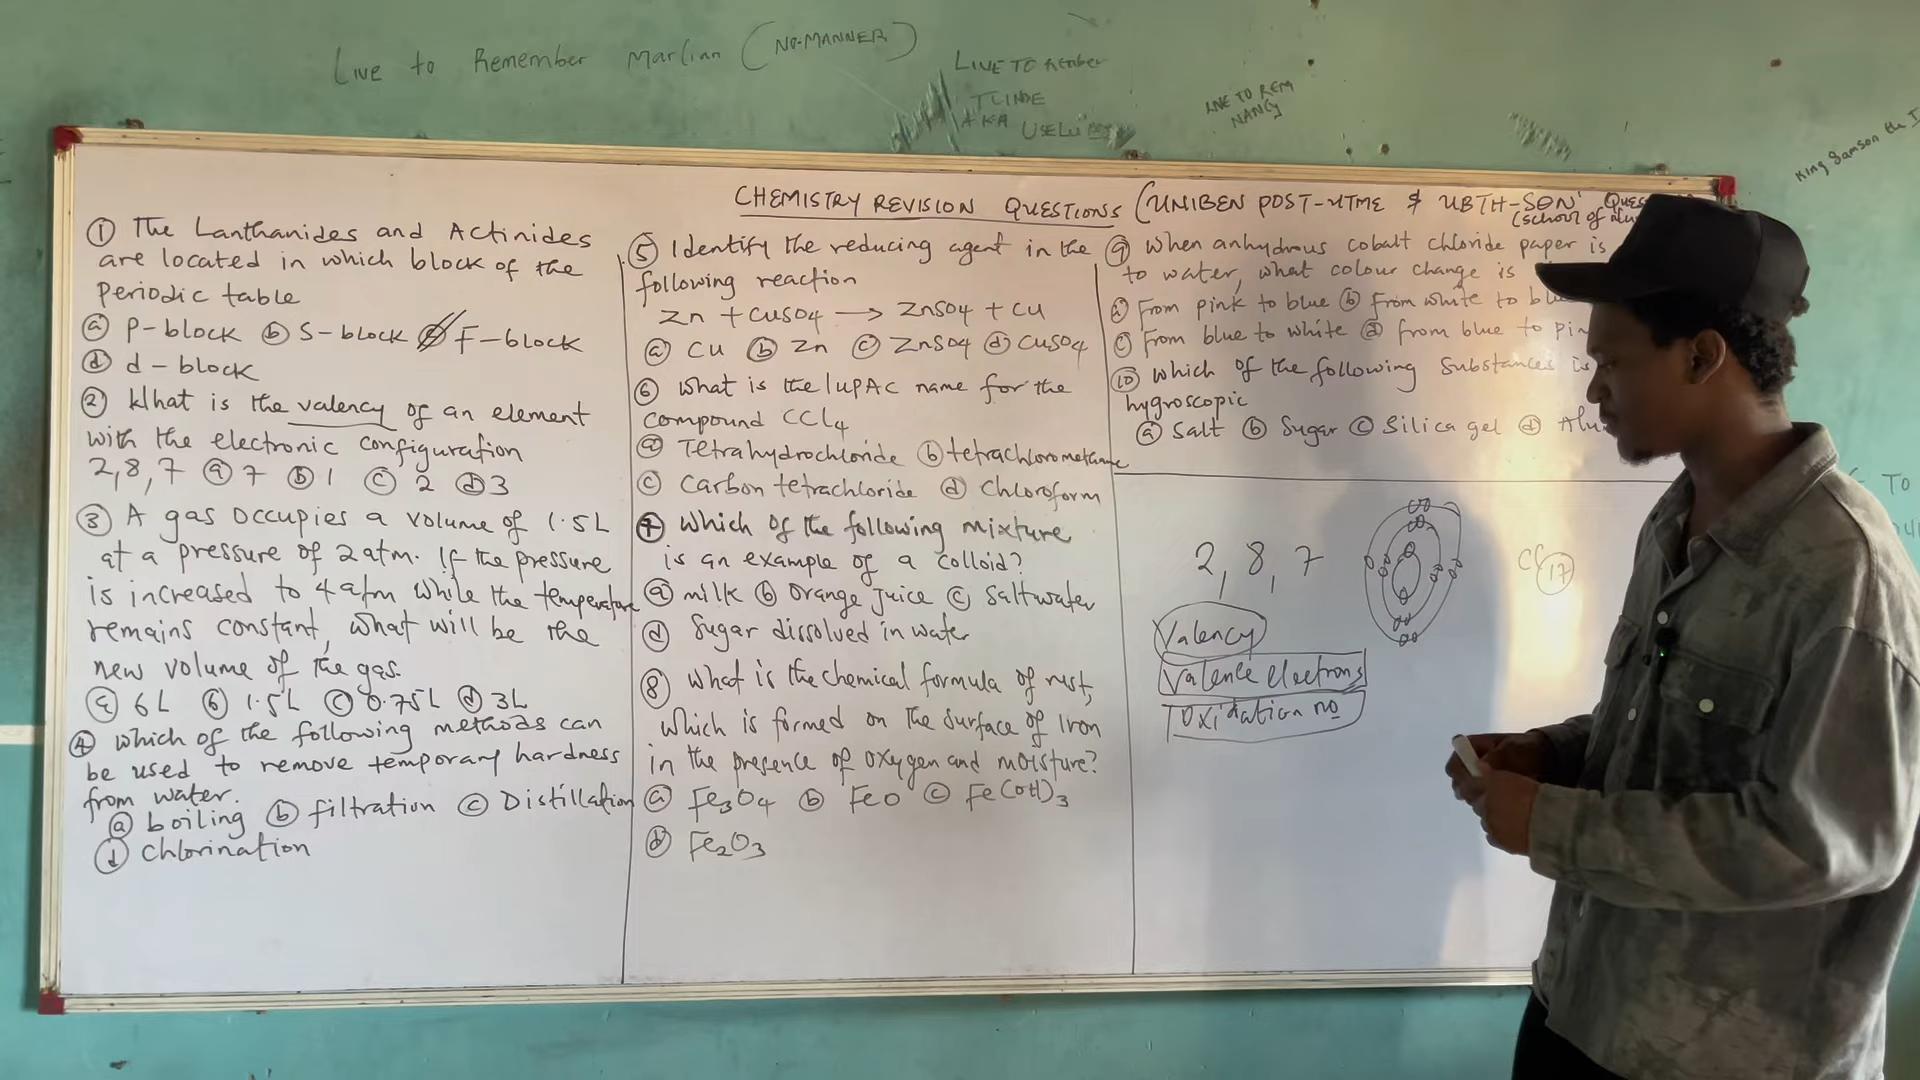 Live to Remember Marlian (NO-MANNER)
LIVE TO
TLINDE
AKA
TO REM
NANCY
King Samson the
CHEMISTRY REVISION QUESTIONS (UNIBEN POST-UTME & UBTH-SON'
(School of
① The Lanthanides and Actinides
are located in which block of the
periodic table
ⓐ P-block ⓑ S-block ⓒ F-block
ⓓ d-block
② What is the valency of an element
with the electronic configuration
2,8,7 ⓐ 7 ⓑ 1 ⓒ 2 ⓓ 3
③ A gas occupies a volume of 1.5L
at a pressure of 2atm. If the pressure
is increased to 4atm while the temperature
remains constant, what will be the
new volume of the gas.
ⓐ 6L ⓑ 1.5L ⓒ 0.75L ⓓ 3L
④ which of the following methods can
be used to remove temporary hardness
from water.
ⓐ boiling ⓑ filtration ⓒ Distillation
ⓓ Chlorination
⑤ Identify the reducing agent in the
following reaction
Zn + CuSO4 → ZnSO4 + Cu
ⓐ Cu ⓑ Zn ⓒ ZnSO4 ⓓ CuSO4
⑥ What is the IUPAC name for the
compound CCl4
ⓐ Tetrahydrochloride ⓑ tetrachloromethane
ⓒ Carbon tetrachloride ⓓ Chloroform
⑦ Which of the following mixture
is an example of a colloid?
ⓐ milk ⓑ Orange juice ⓒ Saltwater
ⓓ Sugar dissolved in water
⑧ What is the chemical formula of rust,
which is formed on the surface of Iron
in the presence of oxygen and moisture?
ⓐ Fe3O4 ⓑ FeO ⓒ Fe(OH)3
ⓓ Fe2O3
⑨ When anhydrous cobalt chloride paper is
to water, what colour change is
ⓐ From pink to blue ⓑ from white to
ⓒ From blue to white ⓓ from blue to
⑩ Which of the following substances is
hygroscopic
ⓐ Salt ⓑ Sugar ⓒ Silica gel ⓓ
2, 8, 7
Cl 17
Valency
Valence electrons
Oxidation no